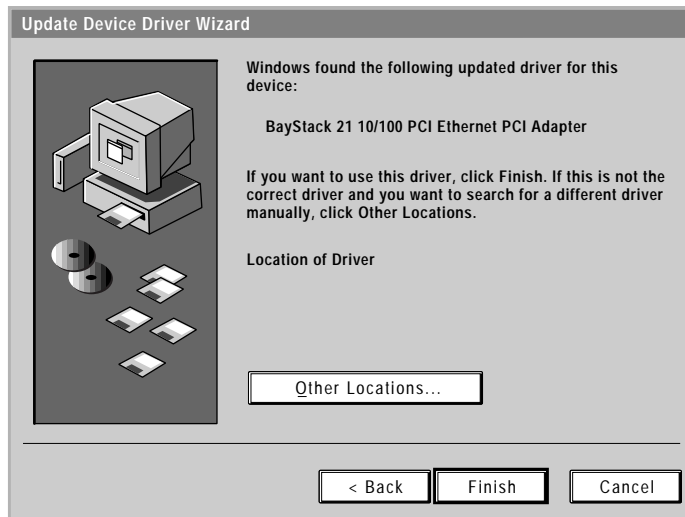 Update Device Driver Wizard
Windows found the following updated driver for this
device:
BayStack 21 10/100 PCI Ethernet PCI Adapter
If you want to use this driver, click Finish. If this is not the
correct driver and you want to search for a different driver
manually, click Other Locations.
Location of Driver
Other Locations...
< Back Finish Cancel